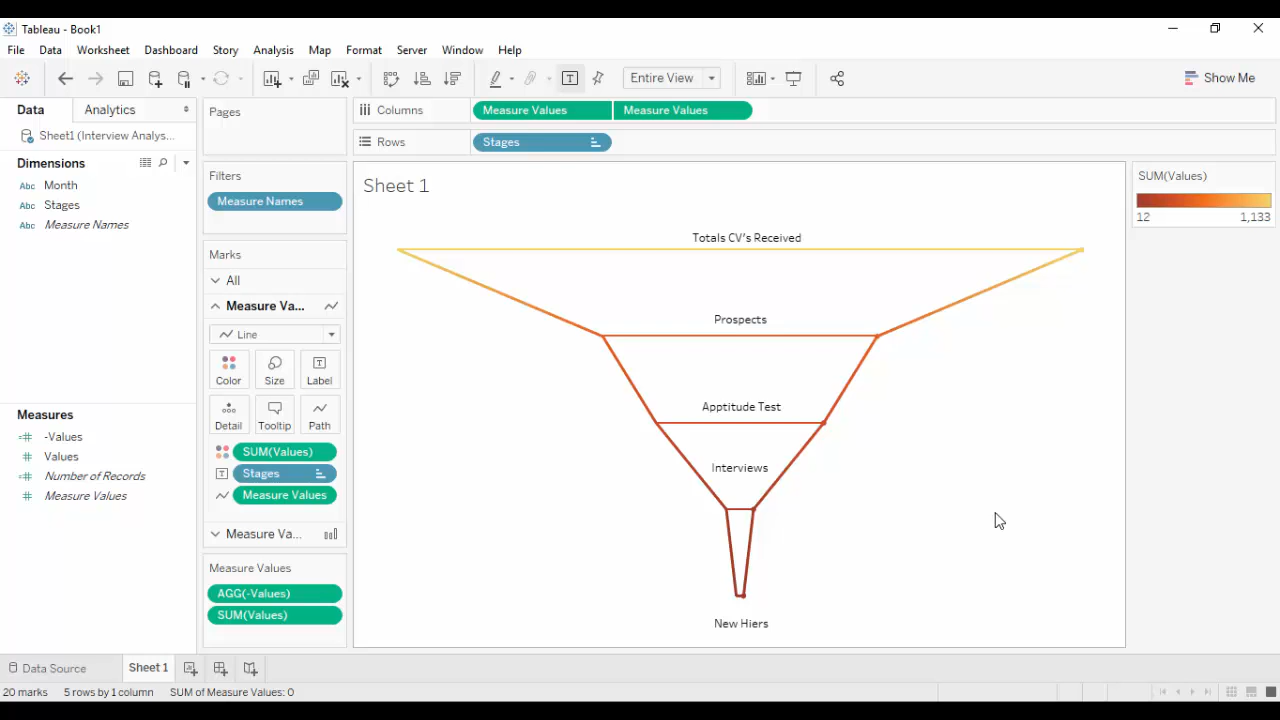 Tableau - Book1
File Data Worksheet Dashboard Story Analysis Map Format Server Window Help
Entire View
Show Me
Data Analytics
Sheet1 (Interview Analys...
Dimensions
Abc Month
Abc Stages
Abc Measure Names
Measures
-Values
Values
Number of Records
Measure Values
Pages
Filters
Measure Names
Marks
All
Measure Va...
Line
Color Size Label
Detail Tooltip Path
SUM(Values)
Stages
Measure Values
Measure Va...
Measure Values
AGG(-Values)
SUM(Values)
Columns Measure Values Measure Values
Rows Stages
Sheet 1
Totals CV's Received
Prospects
Apptitude Test
Interviews
New Hiers
SUM(Values)
12 1,133
Data Source Sheet 1
20 marks 5 rows by 1 column SUM of Measure Values: 0